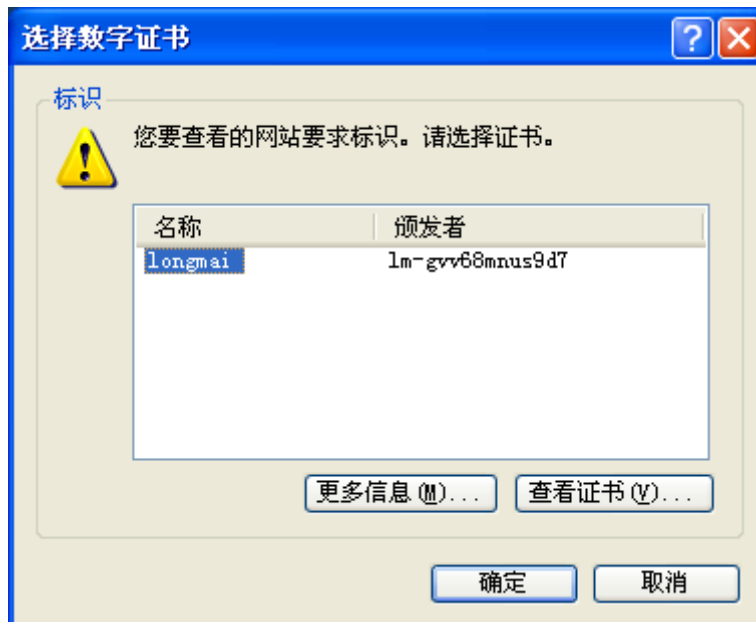 选择数字证书
标识
您要查看的网站要求标识。请选择证书。
名称 颁发者
longmai lm-gvv68mnus9d7
更多信息(M)... 查看证书(V)...
确定 取消